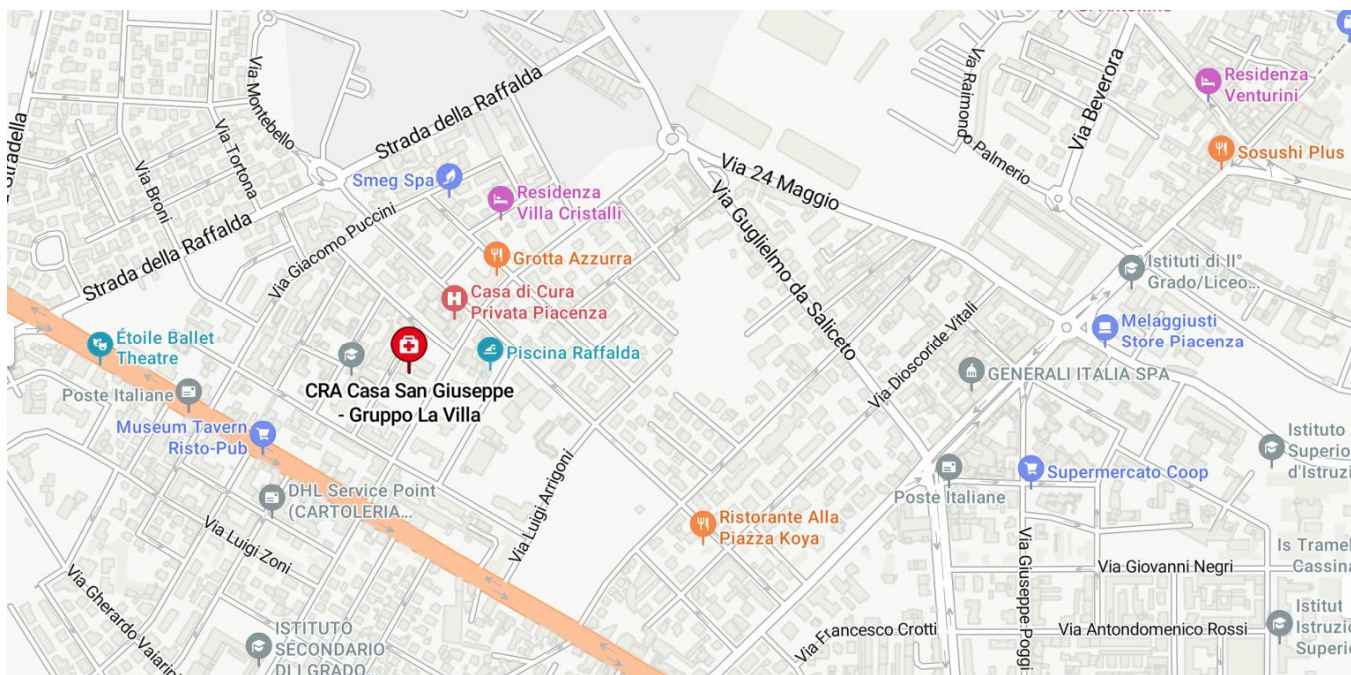 Stradella
Via Montebello
Via Tortona
Via Broni
Strada della Raffalda
Strada della Raffalda
Smeg Spa
Via Giacomo Puccini
Residenza
Villa Cristalli
Grotta Azzurra
Casa di Cura
Privata Piacenza
Piscina Raffalda
CRA Casa San Giuseppe
- Gruppo La Villa
Étoile Ballet
Theatre
Poste Italiane
Museum Tavern
Risto-Pub
DHL Service Point
(CARTOLERIA...
Via Luigi Zoni
Via Luigi Arrigoni
ISTITUTO
SECONDARIO
DI I GRADO
Via 24 Maggio
Via Guglielmo da Saliceto
Via Raimondo Palmerio
Via Beverora
Residenza
Venturini
Sosushi Plus
Istituti di II°
Grado/Liceo...
Melaggiusti
Store Piacenza
Via Dioscoride Vitali
GENERALI ITALIA SPA
Istituto
Superio
d'Istruzi
Supermercato Coop
Poste Italiane
Ristorante Alla
Piazza Koya
Via Giuseppe Poggi
Via Giovanni Negri
Is Tramel
Cassina
Via Francesco Crotti
Via Antondomenico Rossi
Istitut
Istruzio
Superio